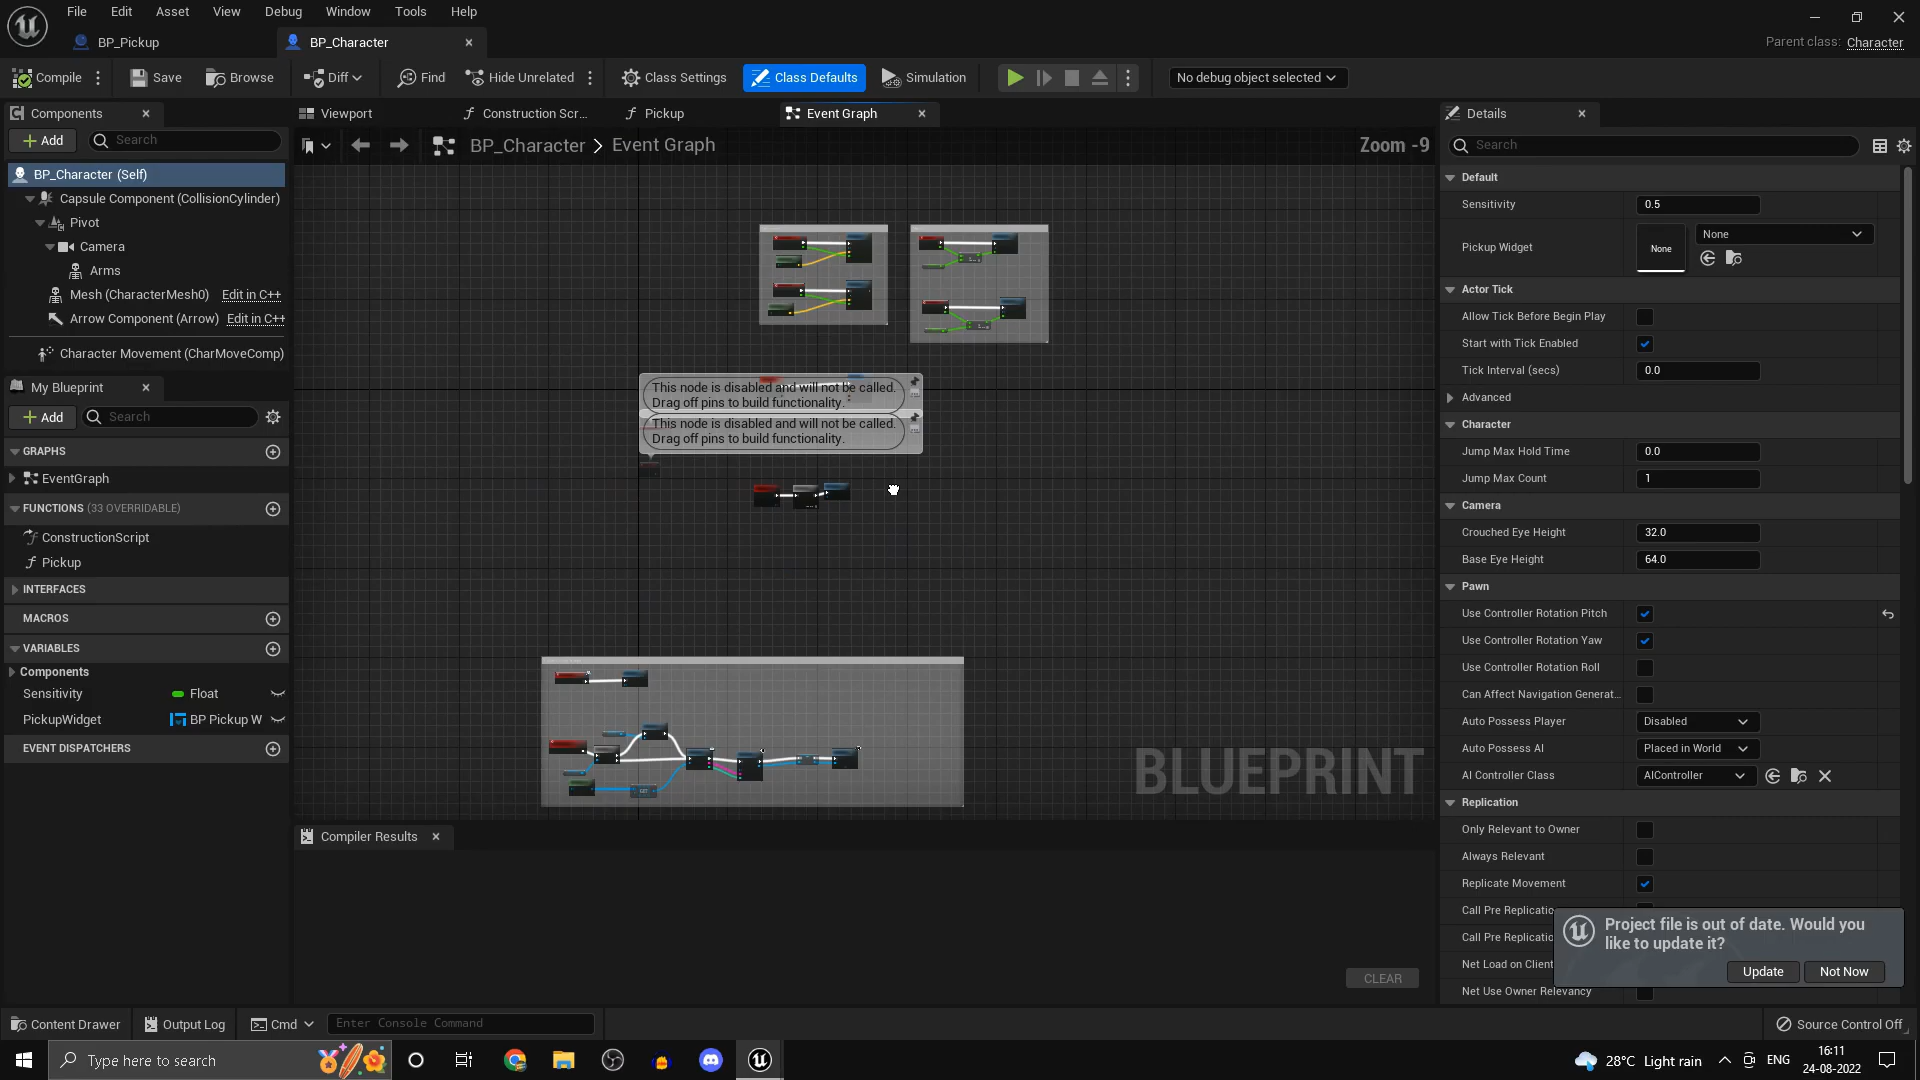 File Edit Asset View Debug Window Tools Help
BP_Pickup
BP_Character
Parent class: Character
Compile
Save
Browse
Diff
Find
Hide Unrelated
Class Settings
Class Defaults
Simulation
No debug object selected
Components
Add
Search
BP_Character (Self)
Capsule Component (CollisionCylinder)
Pivot
Camera
Arms
Mesh (CharacterMesh0) Edit in C++
Arrow Component (Arrow) Edit in C++
Character Movement (CharMoveComp)
My Blueprint
Add
Search
GRAPHS
EventGraph
FUNCTIONS (33 OVERRIDABLE)
ConstructionScript
Pickup
INTERFACES
MACROS
VARIABLES
Components
Sensitivity Float
PickupWidget BP Pickup W
EVENT DISPATCHERS
Viewport
Construction Scr...
Pickup
Event Graph
BP_Character > Event Graph
Zoom -9
This node is disabled and will not be called.
Drag off pins to build functionality.
This node is disabled and will not be called.
Drag off pins to build functionality.
BLUEPRINT
Compiler Results
CLEAR
Details
Search
Default
Sensitivity 0.5
Pickup Widget None None
Actor Tick
Allow Tick Before Begin Play
Start with Tick Enabled
Tick Interval (secs) 0.0
Advanced
Character
Jump Max Hold Time 0.0
Jump Max Count 1
Camera
Crouched Eye Height 32.0
Base Eye Height 64.0
Pawn
Use Controller Rotation Pitch
Use Controller Rotation Yaw
Use Controller Rotation Roll
Can Affect Navigation Generat...
Auto Possess Player Disabled
Auto Possess AI Placed in World
AI Controller Class AIController
Replication
Only Relevant to Owner
Always Relevant
Replicate Movement
Call Pre Replicatio
Call Pre Replicatio
Net Load on Client
Net Use Owner Relevancy
Project file is out of date. Would you
like to update it?
Update
Not Now
Content Drawer
Output Log
Cmd
Enter Console Command
Source Control Off
Type here to search
28°C Light rain
ENG
16:11
24-08-2022